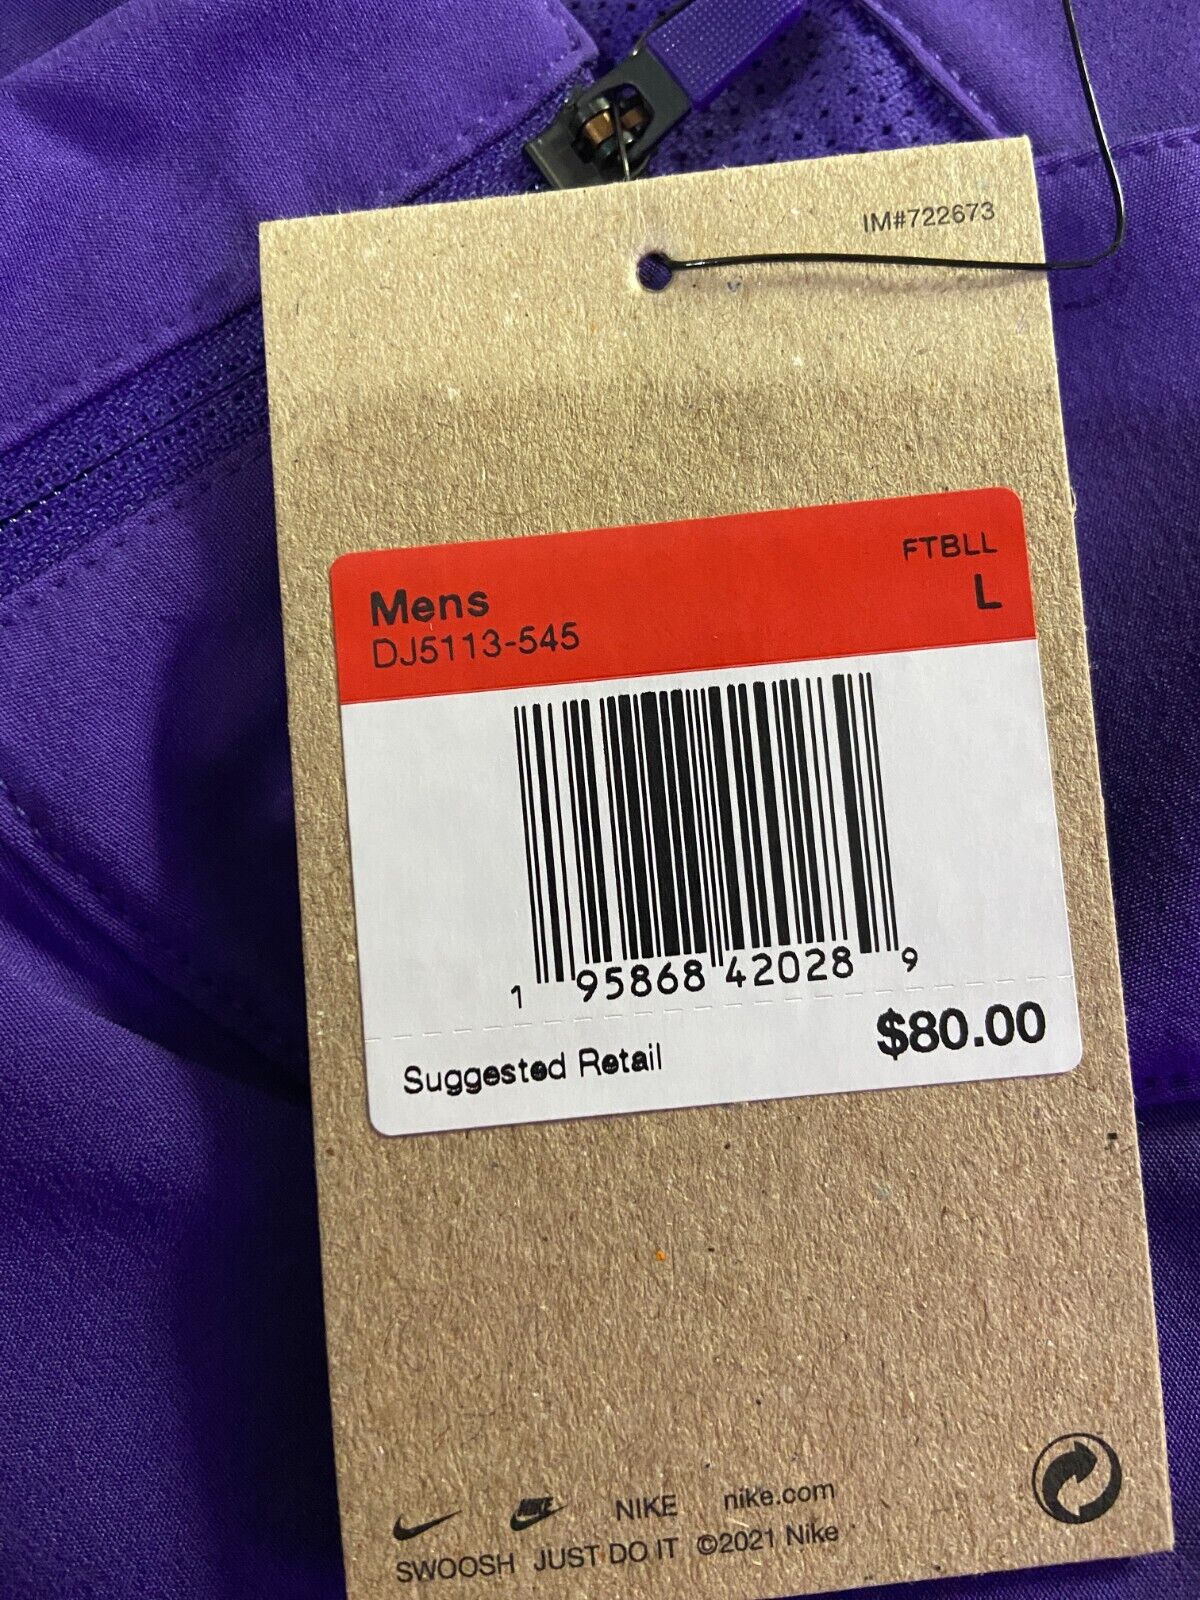 IM#722673
FTBLL
Mens L
DJ5113-545
1 95868 42028 9
Suggested Retail $80.00
NIKE NIKE nike.com
SWOOSH JUST DO IT ©2021 Nike